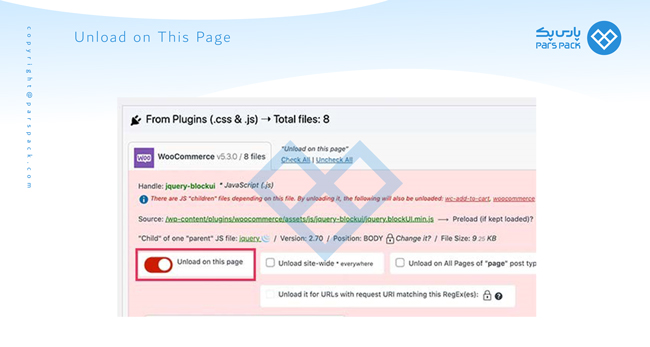 Unload on This Page
پارس پک
PARS PACK
copyright@parspack.com
From Plugins (.css & .js) → Total files: 8
WooCommerce v5.3.0 / 8 files
"Unload on this page"
Check All | Uncheck All
Handle: jquery-blockui * JavaScript (.js)
There are JS "children" files depending on this file. By unloading it, the following will also be unloaded: wc-add-to-cart, woocommerce
Source: /wp-content/plugins/woocommerce/assets/js/jquery-blockui/jquery.blockUI.min.js → Preload (if kept loaded)?
"Child" of one "parent" JS file: jquery / Version: 2.70 / Position: BODY Change it? / File Size: 9.25 KB
Unload on this page
Unload site-wide * everywhere
Unload on All Pages of "page" post typ
Unload it for URLs with request URI matching this RegEx(es):